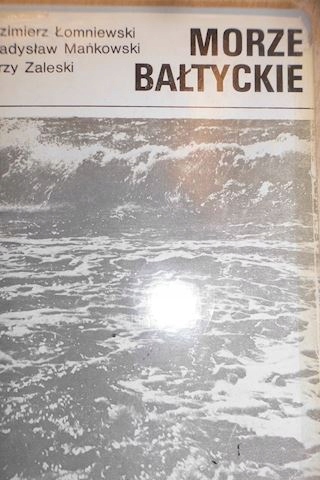 zimierz Łomniewski
adysław Mańkowski
rzy Zaleski
MORZE
BAŁTYCKIE